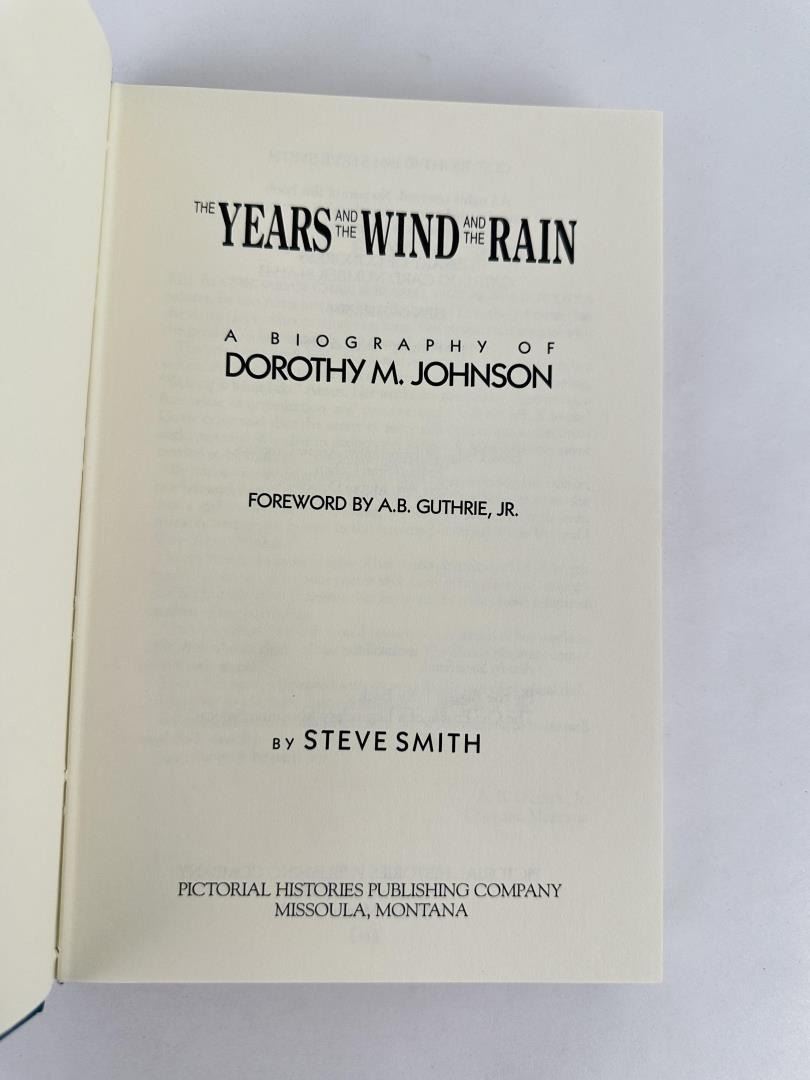 THE YEARS AND THE WIND AND THE RAIN
A BIOGRAPHY OF
DOROTHY M. JOHNSON
FOREWORD BY A.B. GUTHRIE, JR.
BY STEVE SMITH
PICTORIAL HISTORIES PUBLISHING COMPANY
MISSOULA, MONTANA